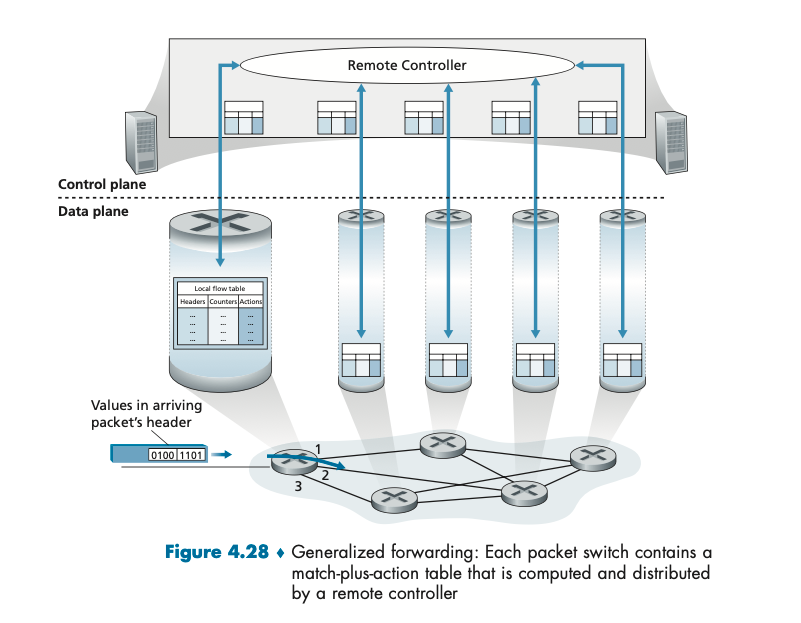 Remote Controller
Control plane
Data plane
Local flow table
Headers Counters Actions
... ... ...
... ... ...
... ... ...
... ... ...
Values in arriving
packet's header
0100 1101
1
2
3
Figure 4.28 ♦ Generalized forwarding: Each packet switch contains a
match-plus-action table that is computed and distributed
by a remote controller